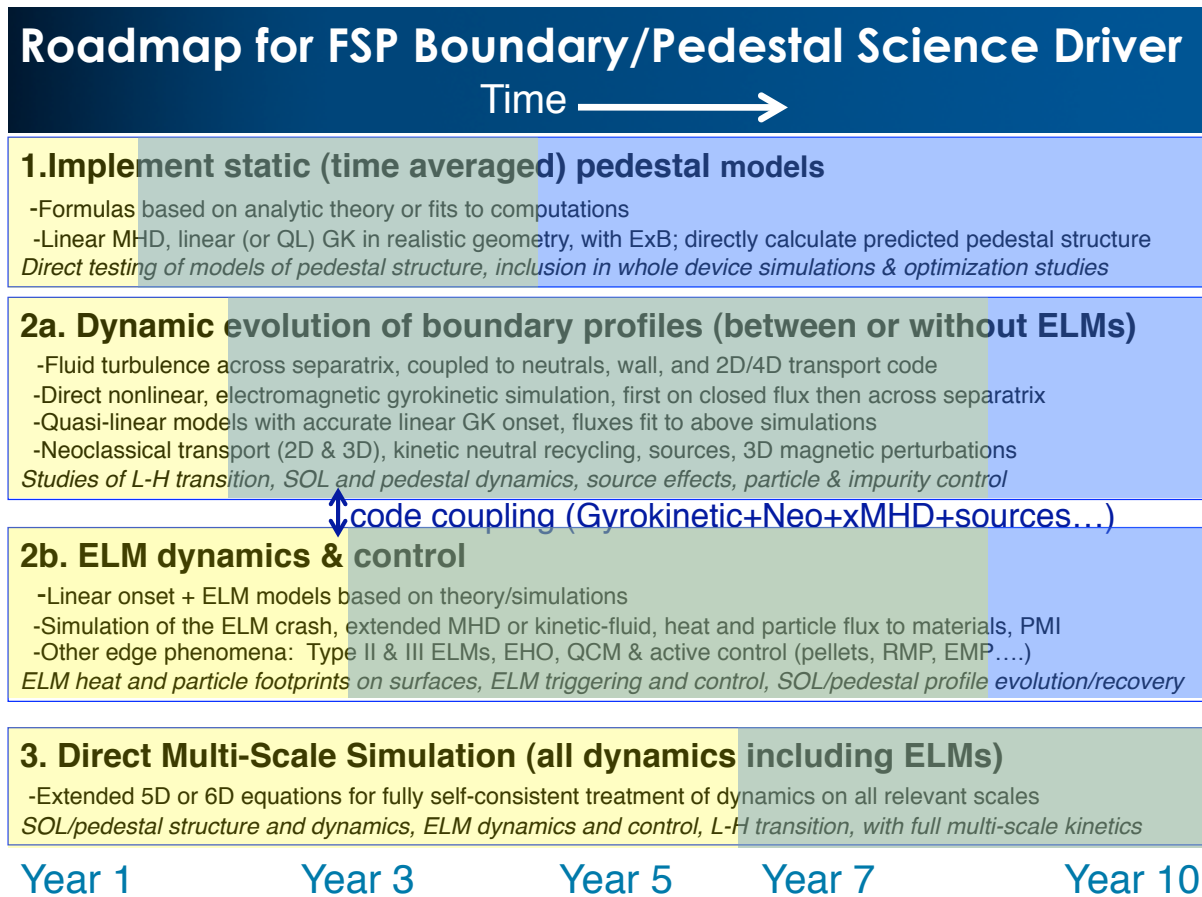 Roadmap for FSP Boundary/Pedestal Science Driver
Time
1.Implement static (time averaged) pedestal models
-Formulas based on analytic theory or fits to computations
-Linear MHD, linear (or QL) GK in realistic geometry, with ExB; directly calculate predicted pedestal structure
Direct testing of models of pedestal structure, inclusion in whole device simulations & optimization studies
2a. Dynamic evolution of boundary profiles (between or without ELMs)
-Fluid turbulence across separatrix, coupled to neutrals, wall, and 2D/4D transport code
-Direct nonlinear, electromagnetic gyrokinetic simulation, first on closed flux then across separatrix
-Quasi-linear models with accurate linear GK onset, fluxes fit to above simulations
-Neoclassical transport (2D & 3D), kinetic neutral recycling, sources, 3D magnetic perturbations
Studies of L-H transition, SOL and pedestal dynamics, source effects, particle & impurity control
code coupling (Gyrokinetic+Neo+xMHD+sources…)
2b. ELM dynamics & control
-Linear onset + ELM models based on theory/simulations
-Simulation of the ELM crash, extended MHD or kinetic-fluid, heat and particle flux to materials, PMI
-Other edge phenomena: Type II & III ELMs, EHO, QCM & active control (pellets, RMP, EMP….)
ELM heat and particle footprints on surfaces, ELM triggering and control, SOL/pedestal profile evolution/recovery
3. Direct Multi-Scale Simulation (all dynamics including ELMs)
-Extended 5D or 6D equations for fully self-consistent treatment of dynamics on all relevant scales
SOL/pedestal structure and dynamics, ELM dynamics and control, L-H transition, with full multi-scale kinetics
Year 1 Year 3 Year 5 Year 7 Year 10